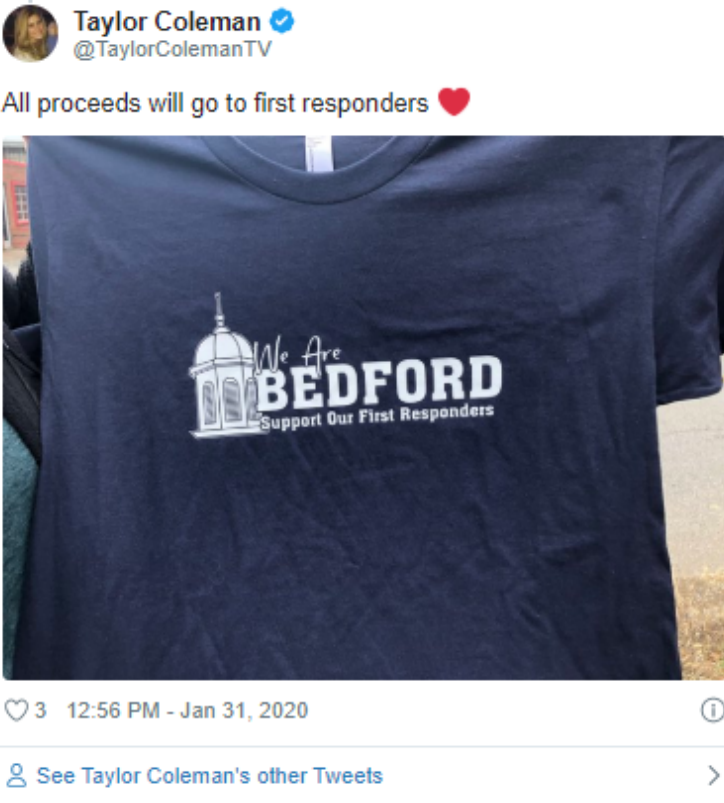 Taylor Coleman
@TaylorColemanTV
All proceeds will go to first responders ❤️
We Are
BEDFORD
Support Our First Responders
3 12:56 PM - Jan 31, 2020
See Taylor Coleman's other Tweets